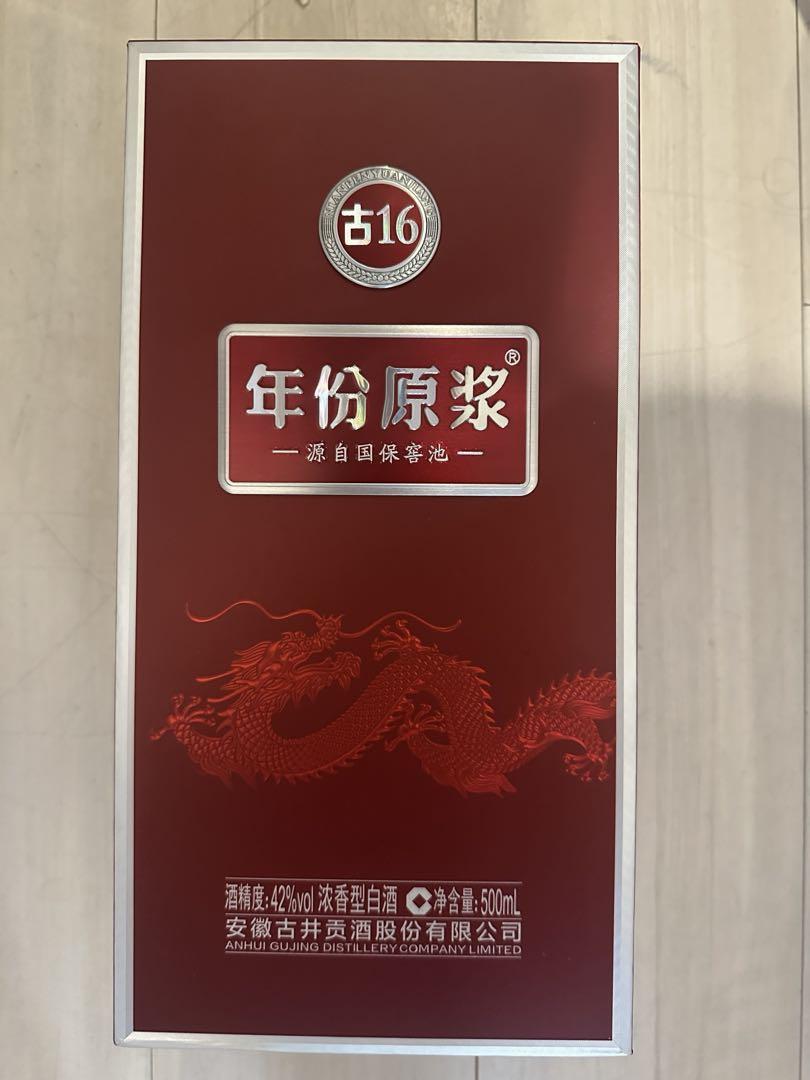 古16
年份原浆®
源自国保窖池
酒精度:42%vol 浓香型白酒 净含量:500mL
安徽古井贡酒股份有限公司
ANHUI GUJING DISTILLERY COMPANY LIMITED